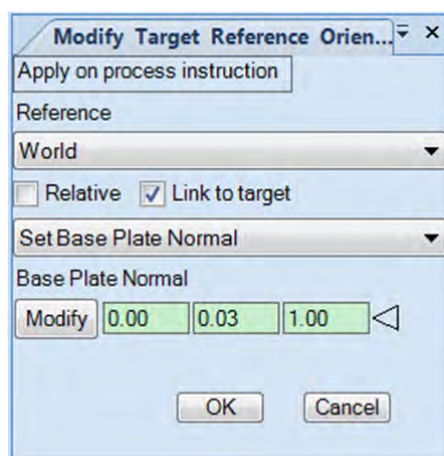 Modify Target Reference Orien...
Apply on process instruction
Reference
World
Relative Link to target
Set Base Plate Normal
Base Plate Normal
Modify 0.00 0.03 1.00
OK Cancel